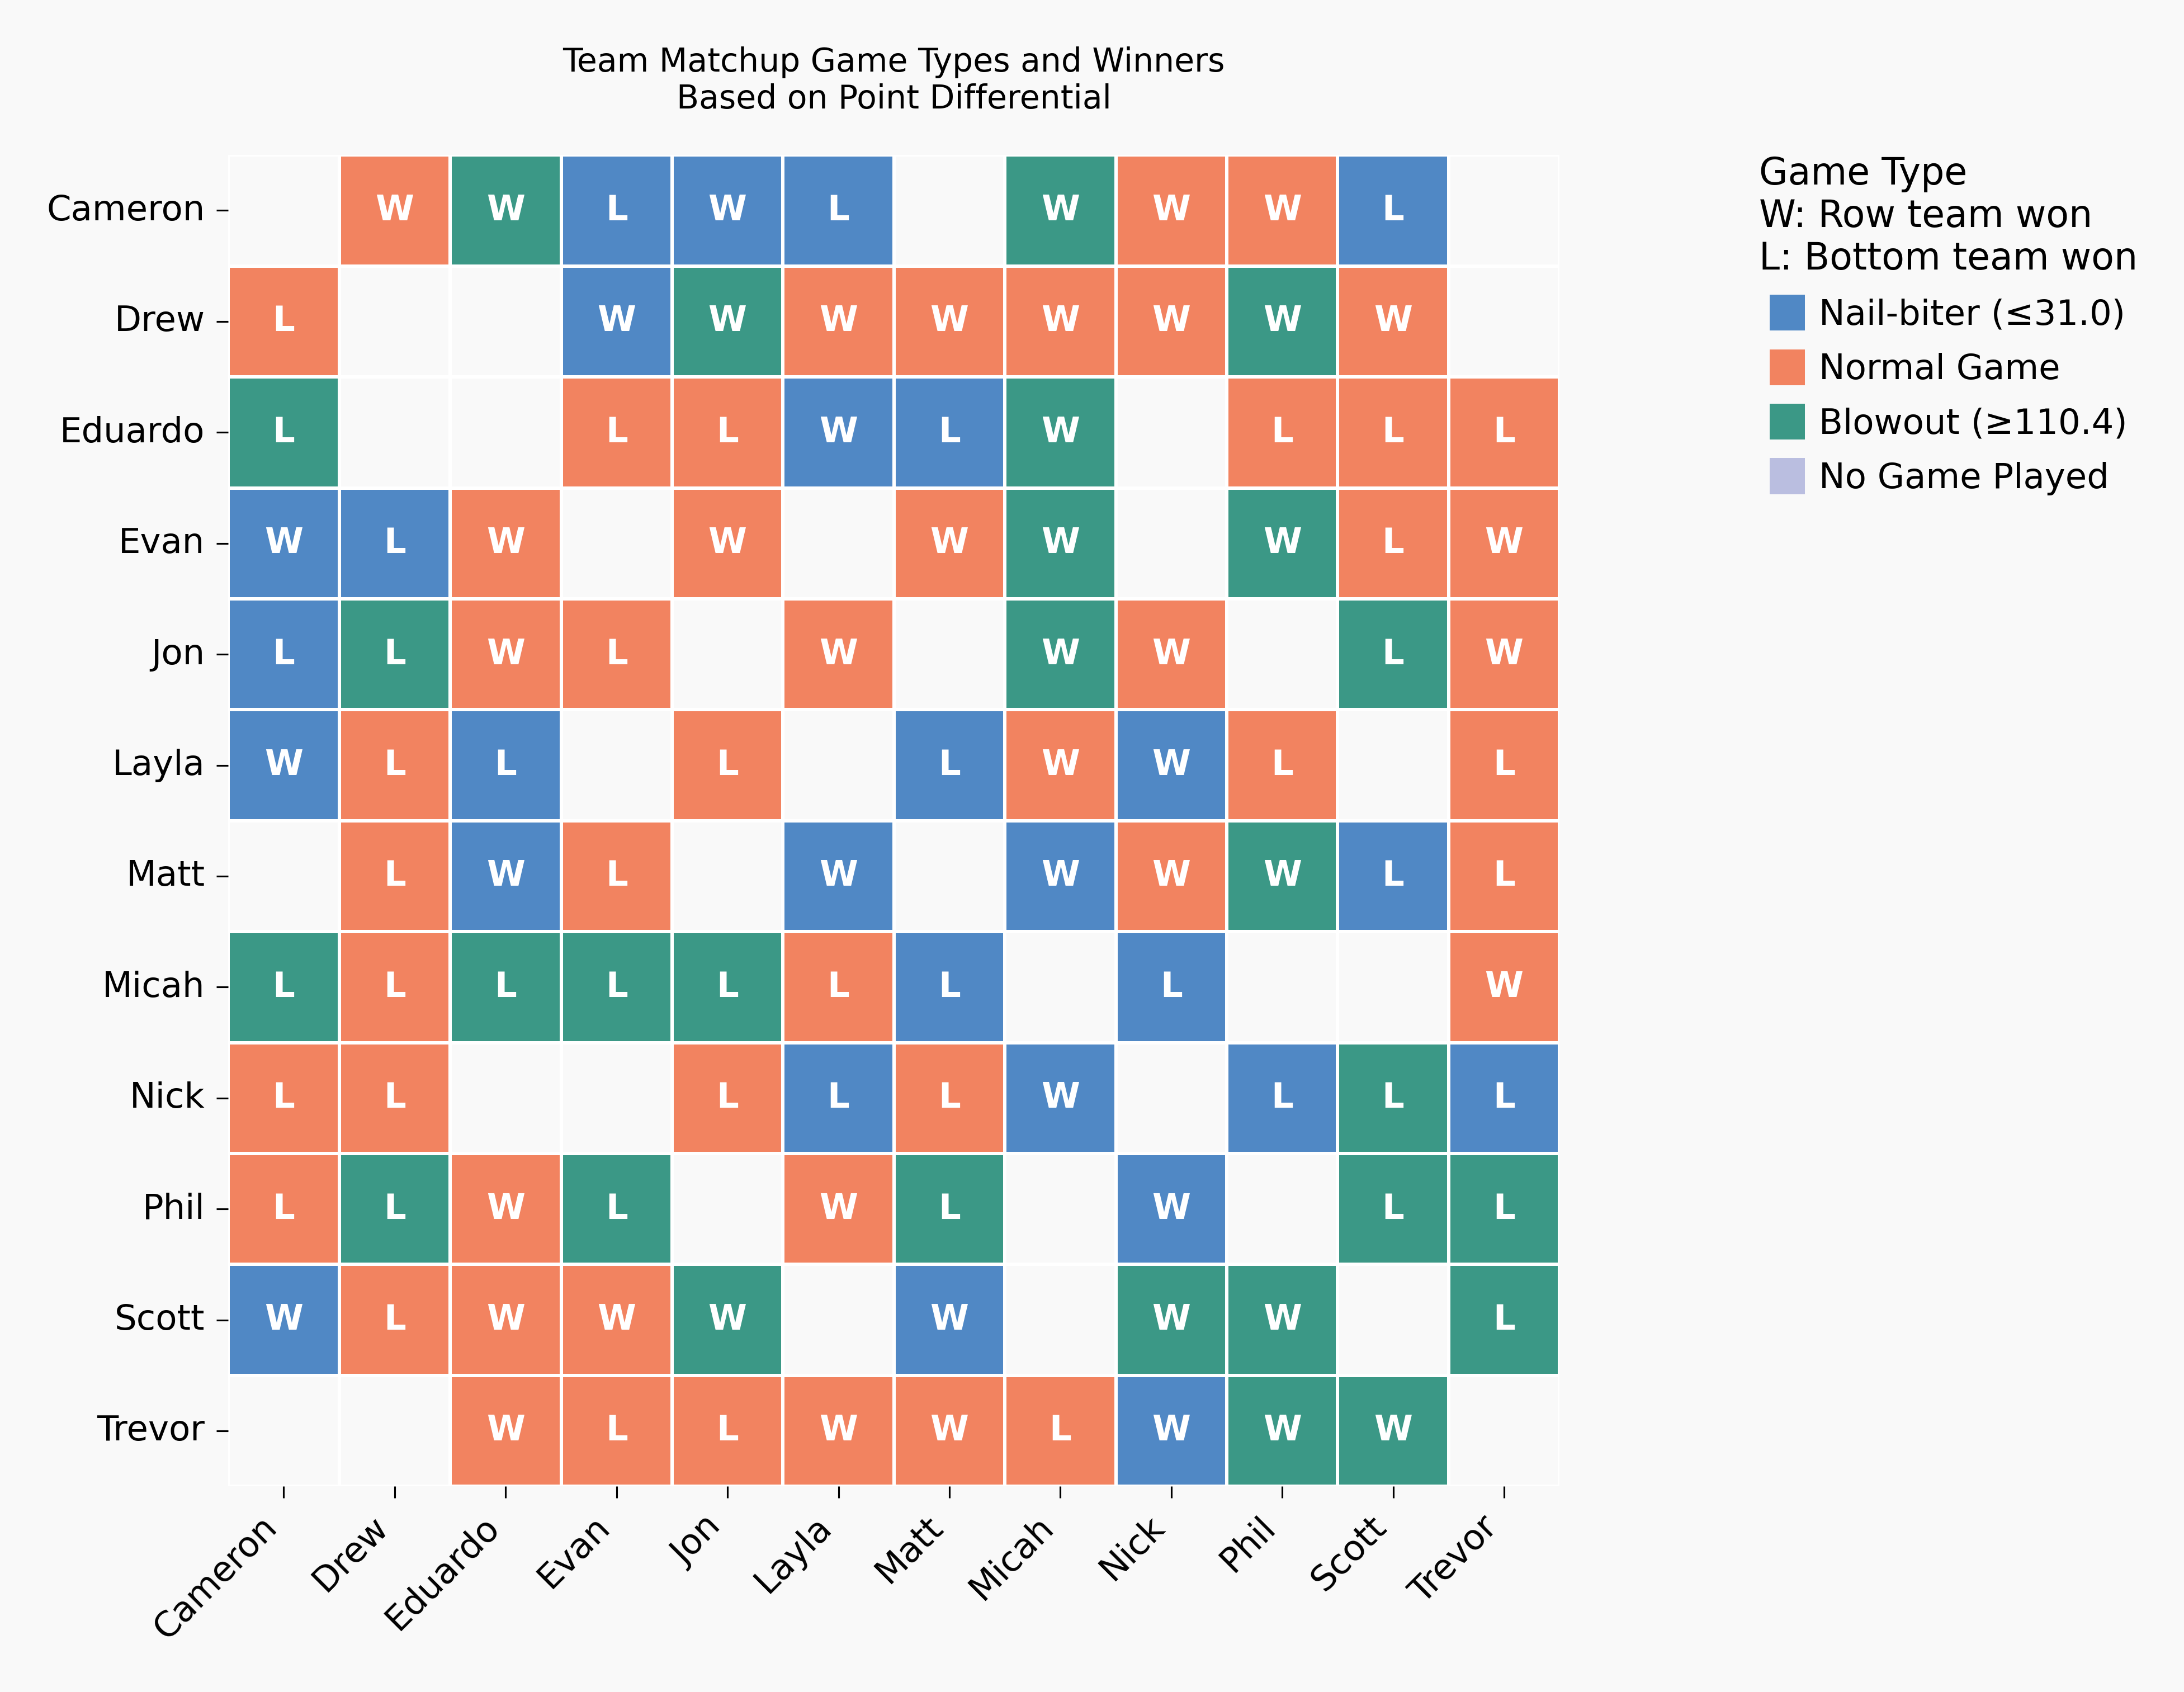 Team Matchup Game Types and Winners
Based on Point Differential
Game Type
W: Row team won
L: Bottom team won
Nail-biter (≤31.0)
Normal Game
Blowout (≥110.4)
No Game Played
Cameron W W L W L W W W L
Drew L W W W W W W W W
Eduardo L L L W L W L L L
Evan W L W W W W W L W
Jon L L W L W W W L W
Layla W L L L L W W L L
Matt L W L W W W W L L
Micah L L L L L L L L W
Nick L L L L L W L L L
Phil L L W L W L W L L
Scott W L W W W W W W L
Trevor W L L W W L W W W
Cameron Drew Eduardo Evan Jon Layla Matt Micah Nick Phil Scott Trevor